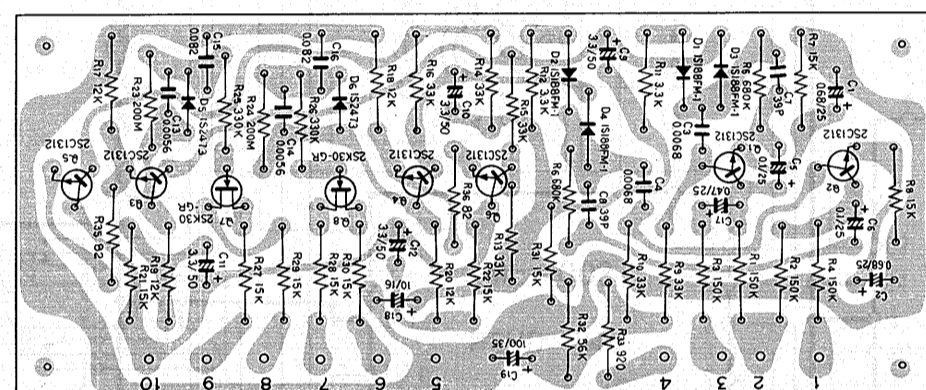 R17 12K
R23 200M
C13 0.0056
D5 1S2473
C15 0.082
R25 330K
R24 200M
C14 0.0056
R26 330K
C16 0.082
D6 1S2473
R18 12K
R16 33K
C10 3.3/50
R14 33K
R15 33K
R12 3.3K
D2 1S188FM-1
D4 1S188FM-1
C9 3.3/50
R11 3.3K
D1 1S188FM-1
C3 0.0068
D3 1S188FM-1
R5 680K
C7 39P
R7 15K
C1 0.68/25
Q5 2SC1312
Q3 2SC1312
Q7 2SK30-GR
Q8 2SK30-GR
Q4 2SC1312
R36 82
Q6 2SC1312
R6 680K
C8 39P
C4 0.0068
Q1 2SC1312
C17 0.47/25
C5 0.1/25
Q2 2SC1312
C6 0.1/25
R8 15K
R35 82
R21 15K
R19 12K
C11 3.3/50
R27 15K
R29 15K
R28 15K
R30 15K
C12 3.3/50
C18 10/16
R20 12K
R22 15K
R13 33K
R31 15K
C19 100/35
R32 56K
R33 920
R10 33K
R9 33K
R3 150K
R1 150K
R2 150K
R4 150K
C2 0.68/25
10 9 8 7 6 5 4 3 2 1